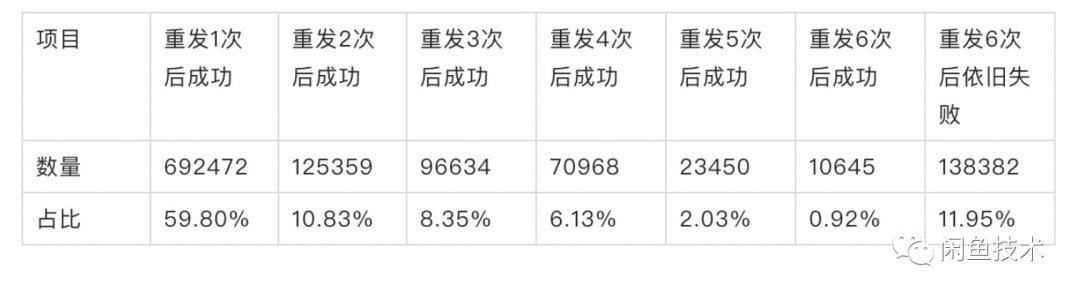 项目 重发1次 重发2次 重发3次 重发4次 重发5次 重发6次 重发6次
后成功 后成功 后成功 后成功 后成功 后成功 后依旧失
败
数量 692472 125359 96634 70968 23450 10645 138382
占比 59.80% 10.83% 8.35% 6.13% 2.03% 0.92% 11.95%
闲鱼技术